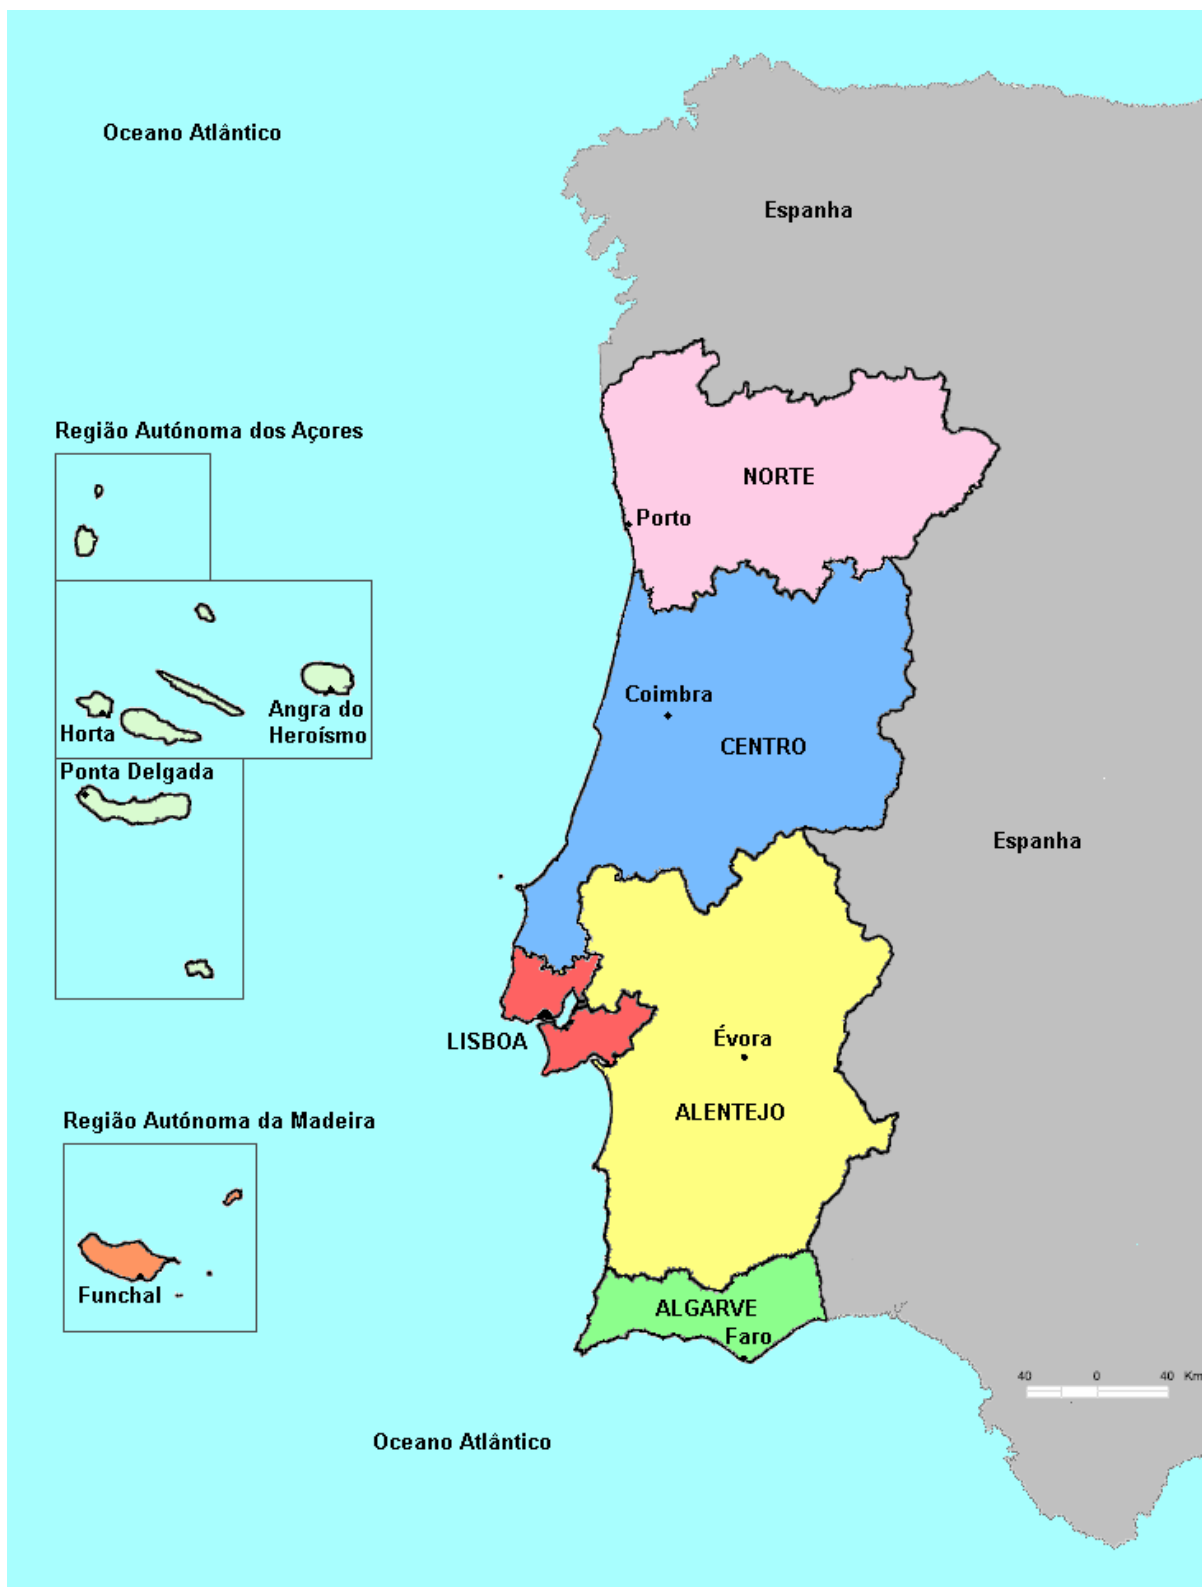 Oceano Atlântico
Espanha
Região Autónoma dos Açores
NORTE
Porto
Coimbra
Angra do
Heroísmo
Horta
CENTRO
Ponta Delgada
Espanha
LISBOA
Évora
ALENTEJO
Região Autónoma da Madeira
Funchal
ALGARVE
Faro
40 0 40 Km
Oceano Atlântico